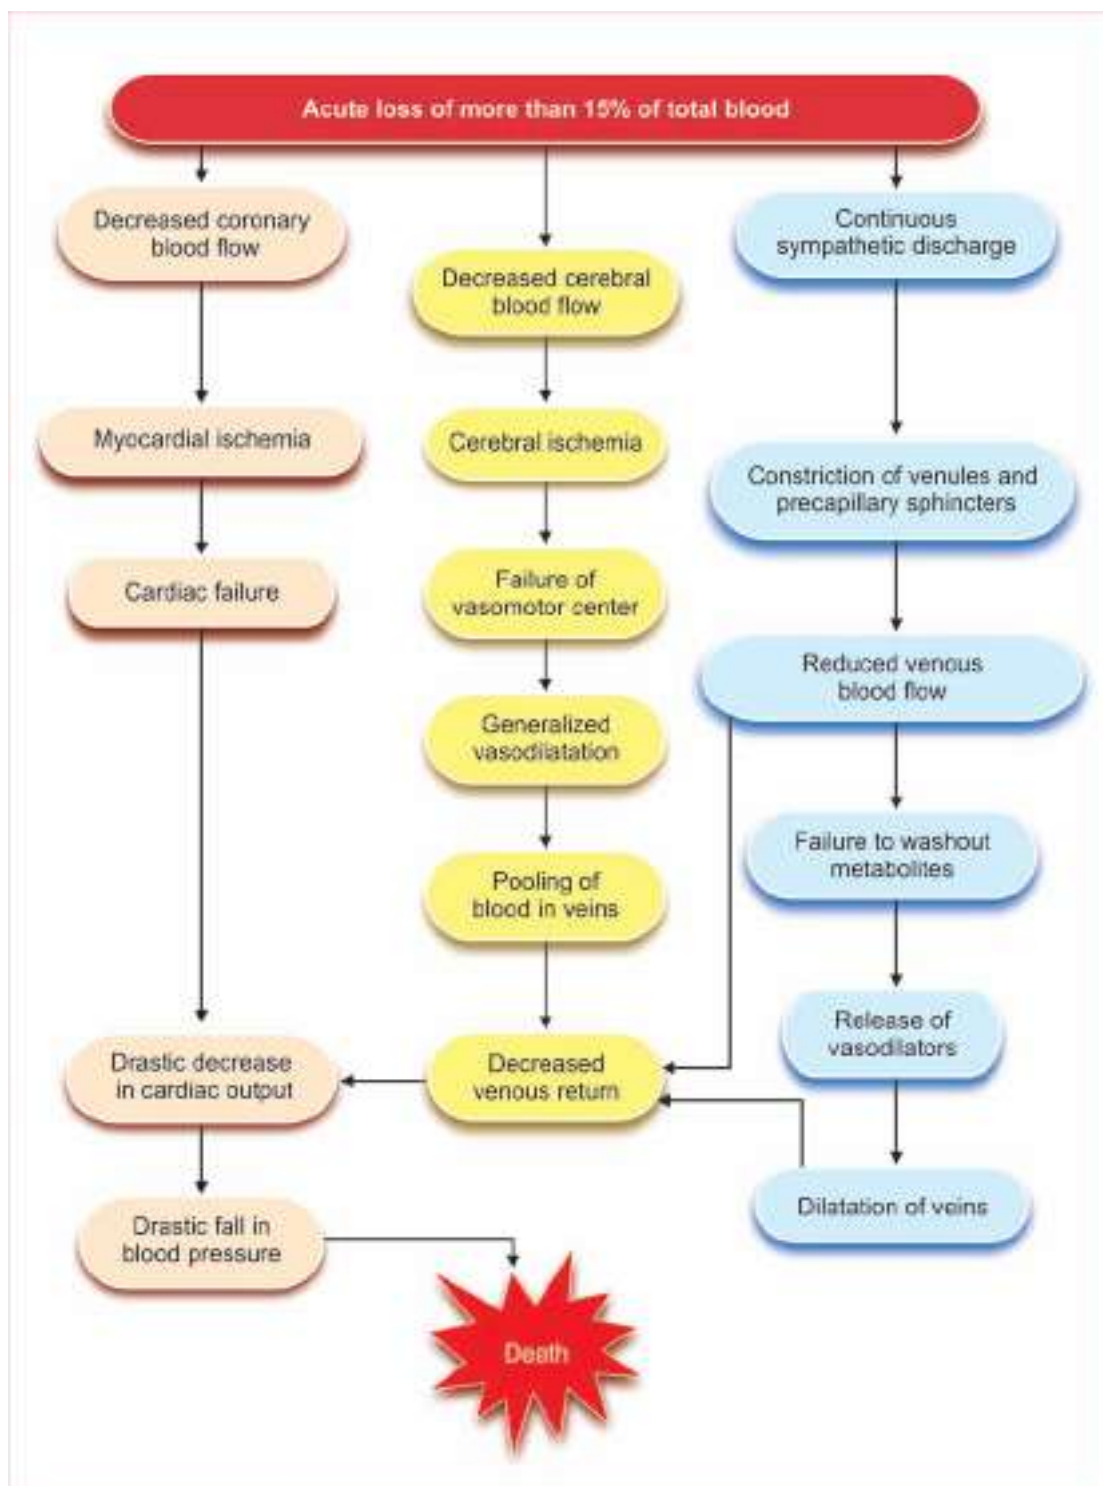 Acute loss of more than 15% of total blood
Decreased coronary
blood flow
Myocardial ischemia
Cardiac failure
Drastic decrease
in cardiac output
Drastic fall in
blood pressure
Decreased cerebral
blood flow
Cerebral ischemia
Failure of
vasomotor center
Generalized
vasodilatation
Pooling of
blood in veins
Decreased
venous return
Continuous
sympathetic discharge
Constriction of venules and
precapillary sphincters
Reduced venous
blood flow
Failure to washout
metabolites
Release of
vasodilators
Dilatation of veins
Death